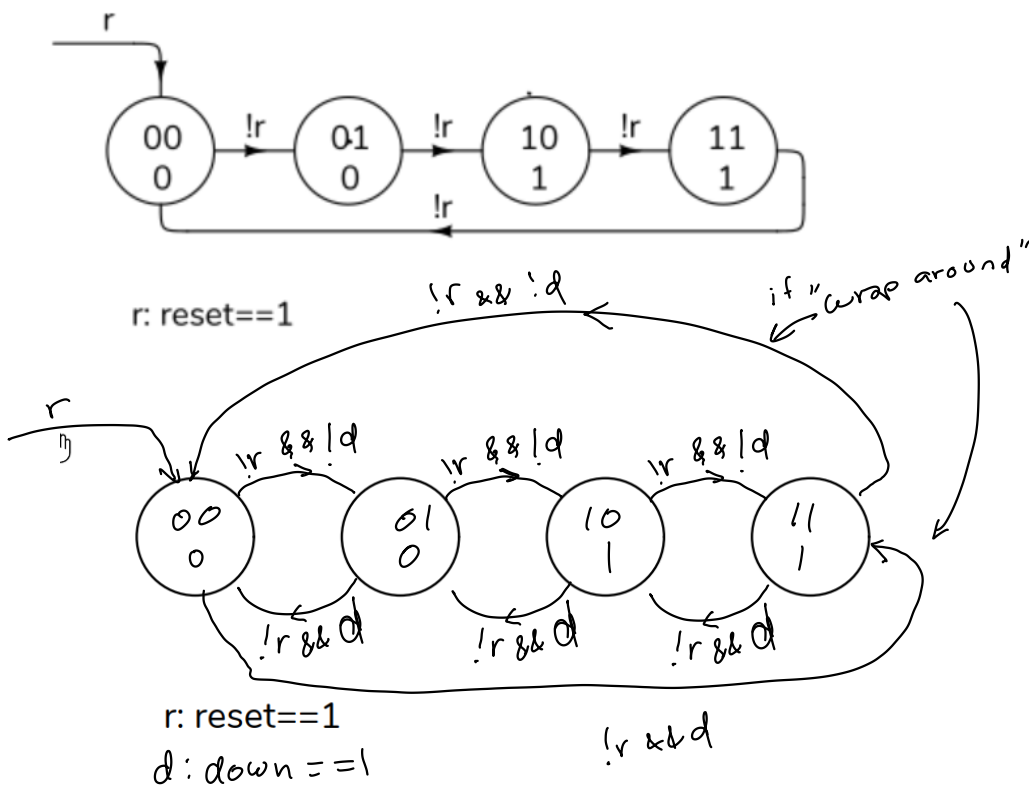 r
!r
!r
!r
00
0
01
0
10
1
11
1
!r
r: reset==1
!r && !d
if "wrap around"
r
!r && !d
!r && !d
!r && !d
00
0
01
0
10
1
11
1
!r && d
!r && d
!r && d
r: reset==1
d: down ==1
!r && d